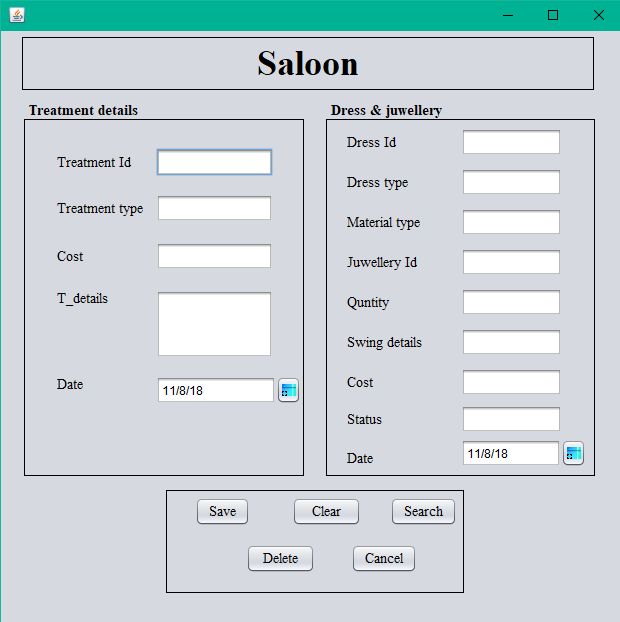 Saloon
Treatment details
Treatment Id
Treatment type
Cost
T_details
Date
11/8/18
Dress & juwellery
Dress Id
Dress type
Material type
Juwellery Id
Quntity
Swing details
Cost
Status
Date
11/8/18
Save Clear Search
Delete Cancel